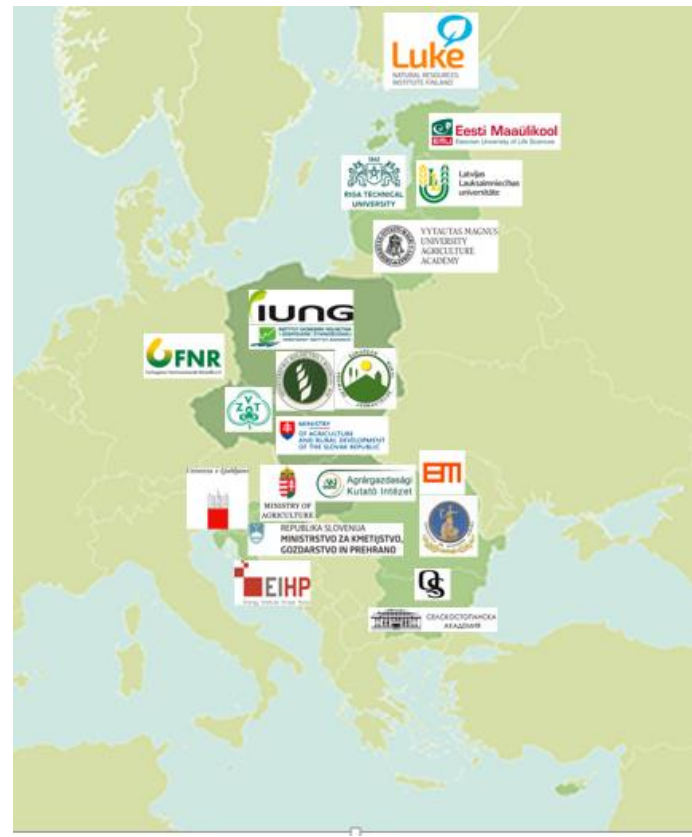 Luke
NATURAL RESOURCES
INSTITUTE FINLAND
EMU
Eesti Maaülikool
Estonian University of Life Sciences
1862
RIGA TECHNICAL
UNIVERSITY
Latvijas
Lauksaimniecības
universitāte
VYTAUTAS MAGNUS
UNIVERSITY
AGRICULTURE
ACADEMY
IUNG
FNR
V
Z T
MINISTRY
OF AGRICULTURE
AND RURAL DEVELOPMENT
OF THE SLOVAK REPUBLIC
Univerza v Ljubljani
MINISTRY OF
AGRICULTURE
Agrárgazdasági
Kutató Intézet
REPUBLIKA SLOVENIJA
MINISTRSTVO ZA KMETIJSTVO,
GOZDARSTVO IN PREHRANO
EIHP
СЕЛСКОСТОПАНСКА
АКАДЕМИЯ